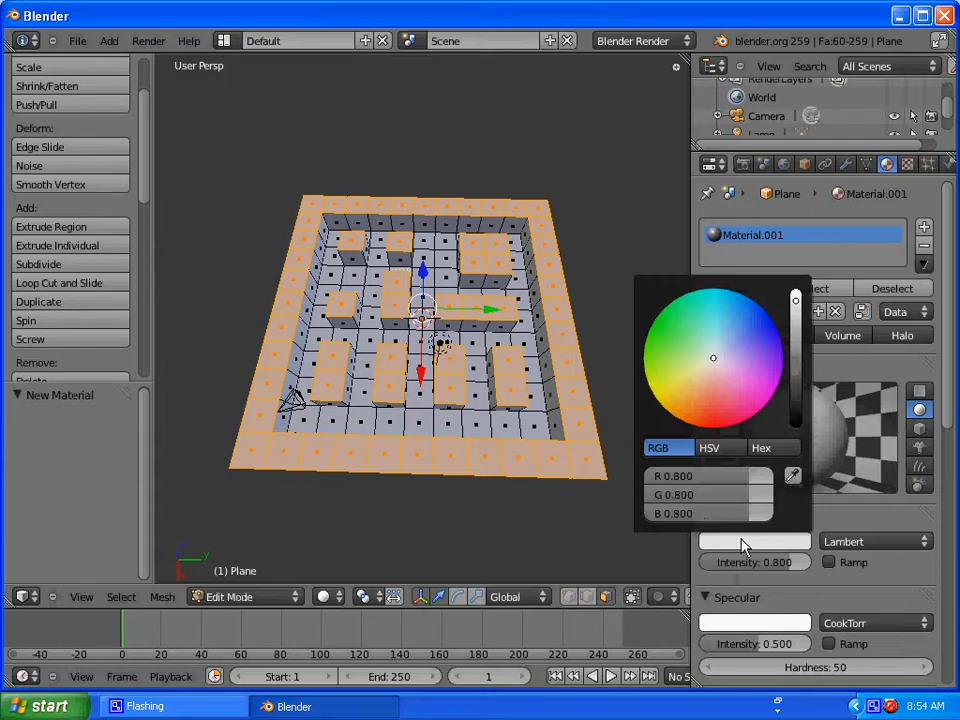 Blender
File Add Render Help Default Scene Blender Render blender.org 259 | Fa:60-259 | Plane
Scale
Shrink/Fatten
Push/Pull
Deform:
Edge Slide
Noise
Smooth Vertex
Add:
Extrude Region
Extrude Individual
Subdivide
Loop Cut and Slide
Duplicate
Spin
Screw
Remove:
New Material
User Persp
(1) Plane
View Search All Scenes
RenderLayers
World
Camera
Lamp
Plane Material.001
Material.001
Deselect
Data
Volume Halo
RGB HSV Hex
R 0.800
G 0.800
B 0.800
Lambert
Intensity: 0.800 Ramp
Specular
CookTorr
Intensity: 0.500 Ramp
Hardness: 50
View Select Mesh Edit Mode Global
-40 -20 0 20 40 60 80 100 120 140 160 180 200 220 240 260
View Frame Playback Start: 1 End: 250 1 No S
start Flashing Blender 8:54 AM